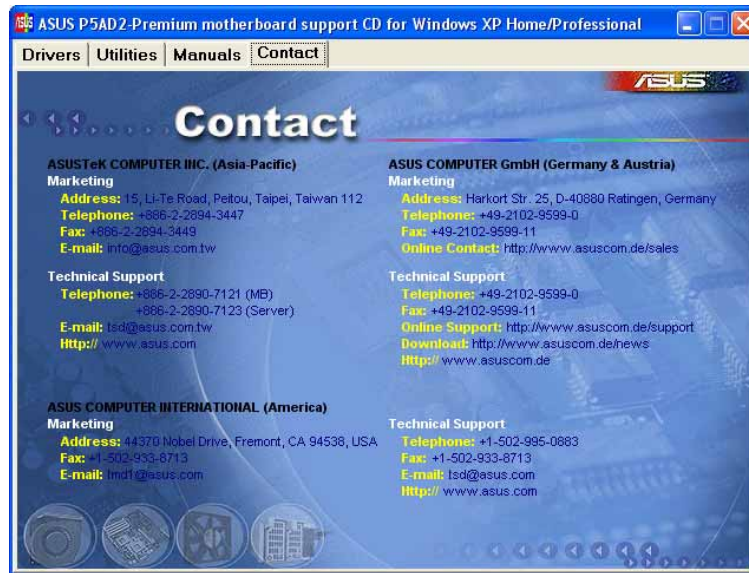 ASUS P5AD2-Premium motherboard support CD for Windows XP Home/Professional
Drivers Utilities Manuals Contact
ASUS
Contact
ASUSTeK COMPUTER INC. (Asia-Pacific)
Marketing
Address: 15, Li-Te Road, Peitou, Taipei, Taiwan 112
Telephone: +886-2-2894-3447
Fax: +886-2-2894-3449
E-mail: info@asus.com.tw
Technical Support
Telephone: +886-2-2890-7121 (MB)
+886-2-2890-7123 (Server)
E-mail: tsd@asus.com.tw
Http:// www.asus.com
ASUS COMPUTER GmbH (Germany & Austria)
Marketing
Address: Harkort Str. 25, D-40880 Ratingen, Germany
Telephone: +49-2102-9599-0
Fax: +49-2102-9599-11
Online Contact: http://www.asuscom.de/sales
Technical Support
Telephone: +49-2102-9599-0
Fax: +49-2102-9599-11
Online Support: http://www.asuscom.de/support
Download: http://www.asuscom.de/news
Http:// www.asuscom.de
ASUS COMPUTER INTERNATIONAL (America)
Marketing
Address: 44370 Nobel Drive, Fremont, CA 94538, USA
Fax: +1-502-933-8713
E-mail: tmd1@asus.com
Technical Support
Telephone: +1-502-995-0883
Fax: +1-502-933-8713
E-mail: tsd@asus.com
Http:// www.asus.com